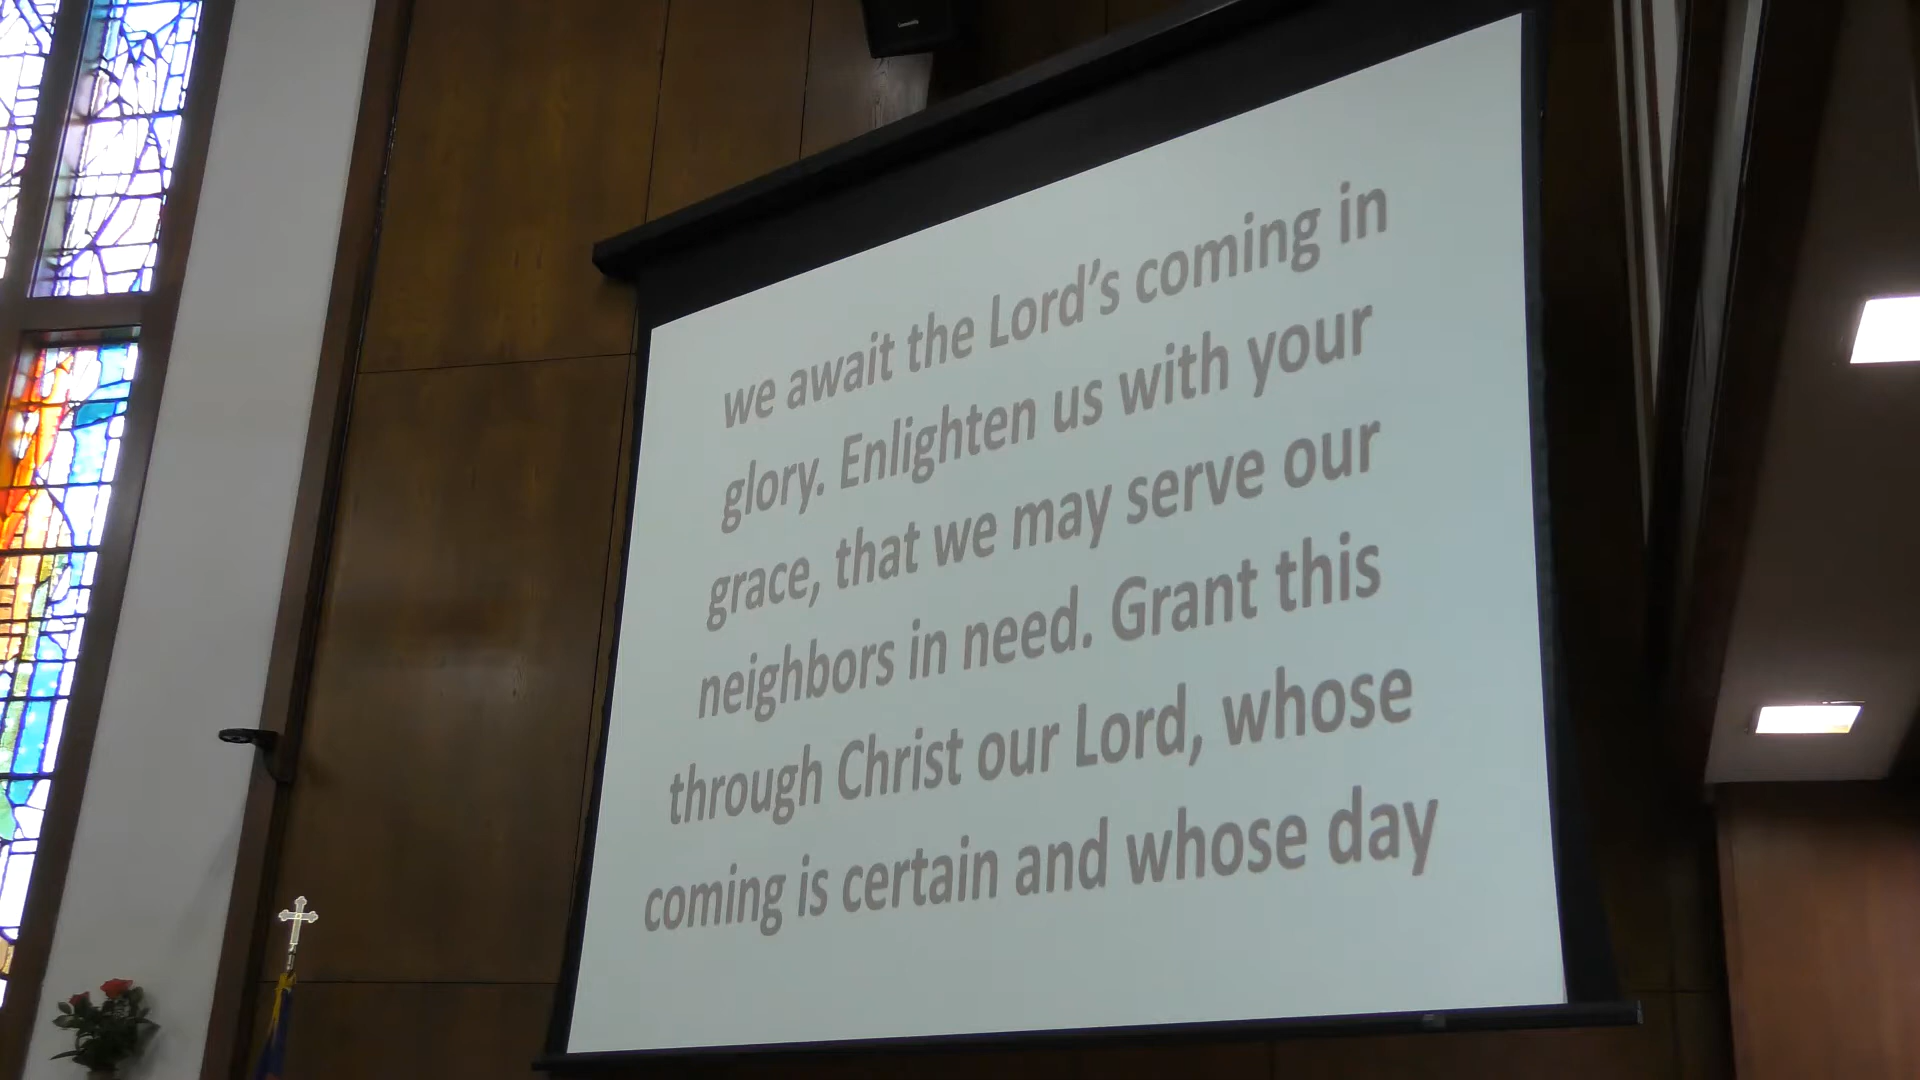 we await the Lord’s coming in
glory. Enlighten us with your
grace, that we may serve our
neighbors in need. Grant this
through Christ our Lord, whose
coming is certain and whose day